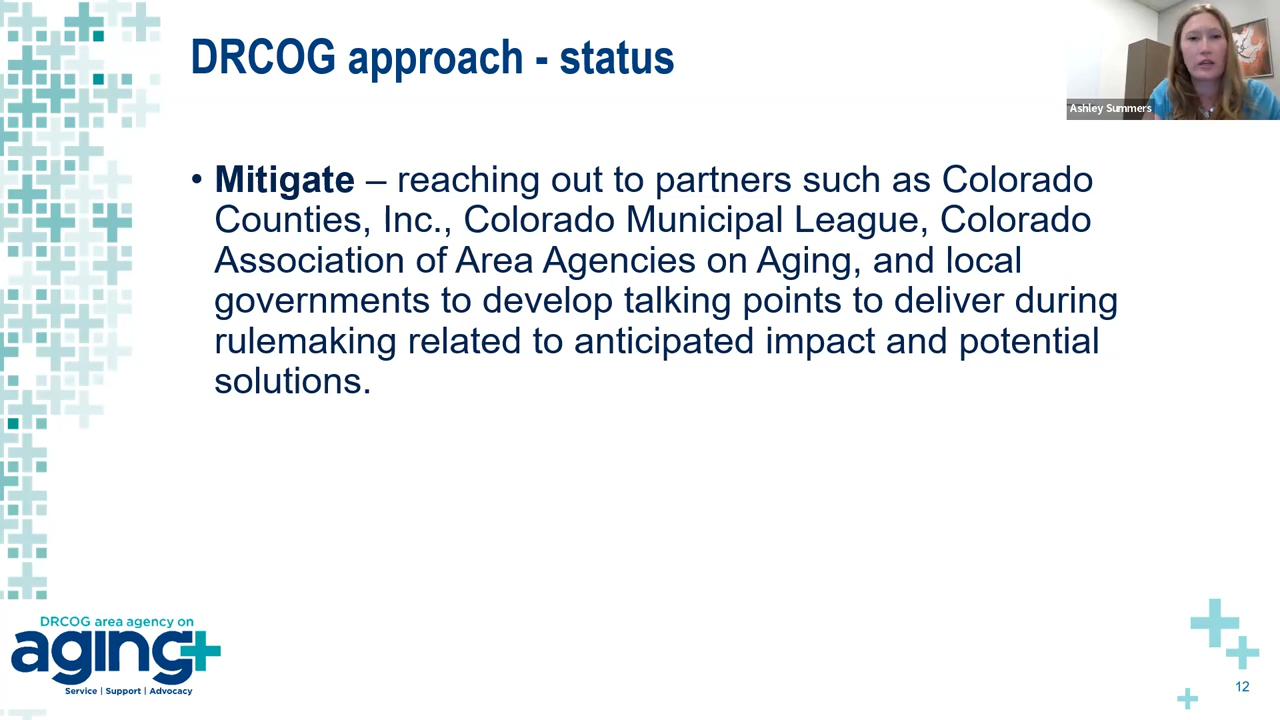 DRCOG approach - status
Ashley Summers
• Mitigate – reaching out to partners such as Colorado
Counties, Inc., Colorado Municipal League, Colorado
Association of Area Agencies on Aging, and local
governments to develop talking points to deliver during
rulemaking related to anticipated impact and potential
solutions.
DRCOG area agency on
aging+
Service | Support | Advocacy
12